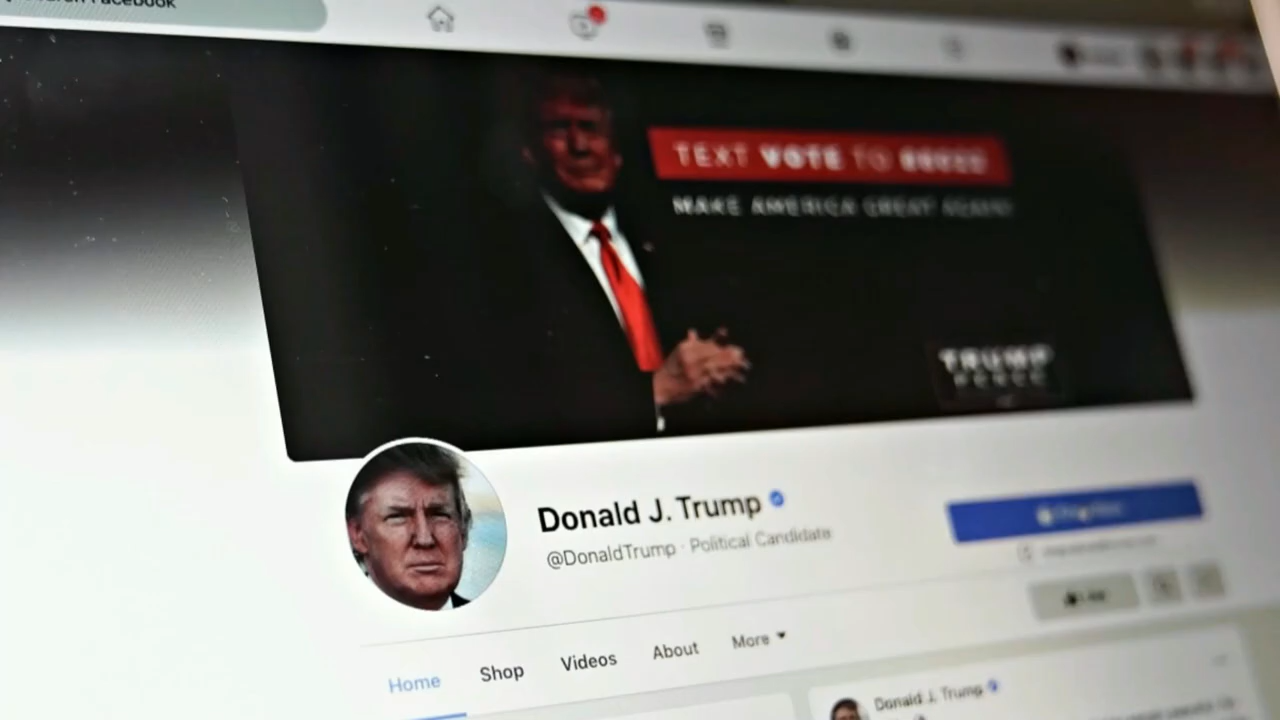 Facebook
TEXT VOTE TO
MAKE AMERICA GREAT AGAIN!
TRUMP
PENCE
Donald J. Trump
@DonaldTrump · Political Candidate
Home Shop Videos About More
Donald J. Trump